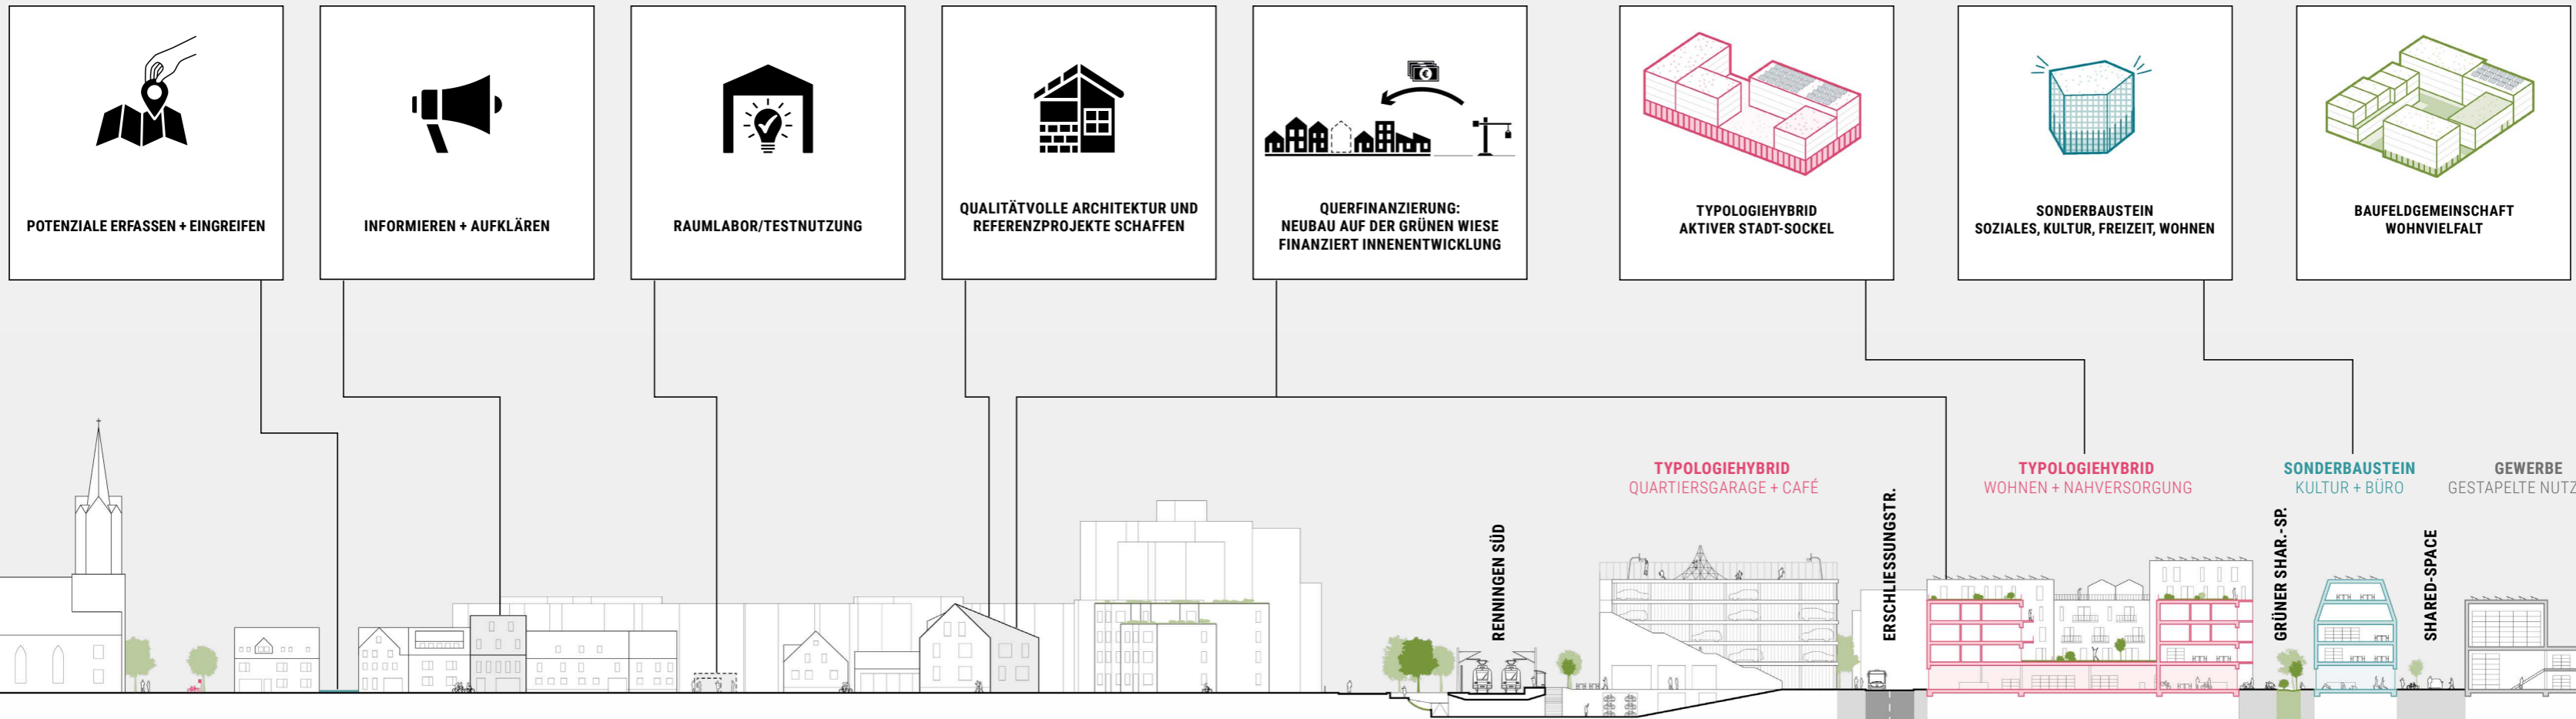 POTENZIALE ERFASSEN + EINGREIFEN
INFORMIEREN + AUFKLÄREN
RAUMLABOR/TESTNUTZUNG
QUALITÄTVOLLE ARCHITEKTUR UND
REFERENZPROJEKTE SCHAFFEN
QUERFINANZIERUNG:
NEUBAU AUF DER GRÜNEN WIESE
FINANZIERT INNENENTWICKLUNG
TYPOLOGIEHYBRID
AKTIVER STADT-SOCKEL
SONDERBAUSTEIN
SOZIALES, KULTUR, FREIZEIT, WOHNEN
BAUFELDGEMEINSCHAFT
WOHNVIELFALT
RENNINGEN SÜD
TYPOLOGIEHYBRID
QUARTIERSGARAGE + CAFÉ
ERSCHLIESSUNGSTR.
TYPOLOGIEHYBRID
WOHNEN + NAHVERSORGUNG
GRÜNER SHAR.-SP.
SONDERBAUSTEIN
KULTUR + BÜRO
SHARED-SPACE
GEWERBE
GESTAPELTE NUTZ